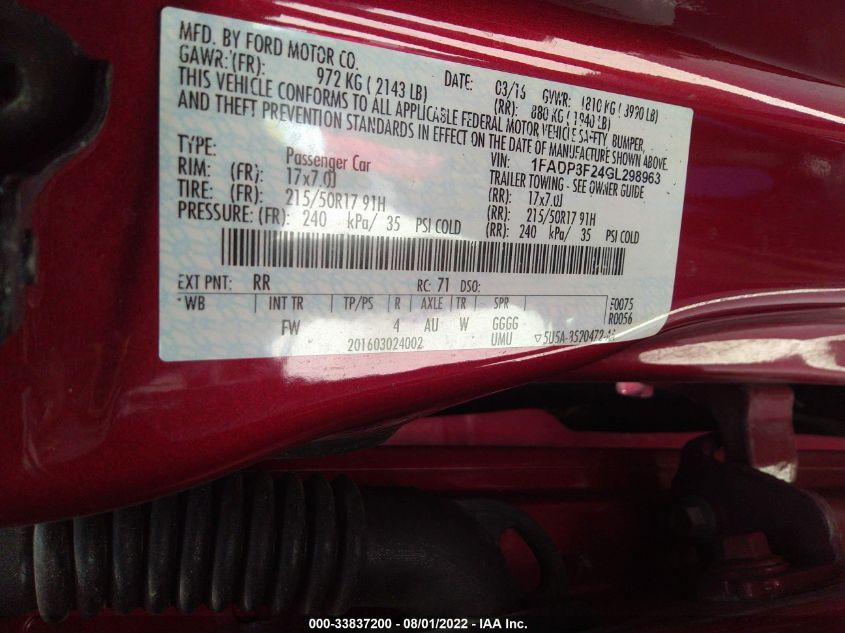 MFD. BY FORD MOTOR CO.
DATE: 03/16 GVWR: 1810 KG ( 3990 LB)
GAWR:(FR): 972 KG ( 2143 LB) (RR): 880 KG ( 1940 LB)
THIS VEHICLE CONFORMS TO ALL APPLICABLE FEDERAL MOTOR VEHICLE SAFETY, BUMPER,
AND THEFT PREVENTION STANDARDS IN EFFECT ON THE DATE OF MANUFACTURE SHOWN ABOVE.
VIN: 1FADP3F24GL298963
TYPE: Passenger Car TRAILER TOWING - SEE OWNER GUIDE
RIM: (FR): 17x7.0J (RR): 17x7.0J
TIRE: (FR): 215/50R17 91H (RR): 215/50R17 91H
PRESSURE: (FR): 240 kPa/ 35 PSI COLD (RR): 240 kPa/ 35 PSI COLD
EXT PNT: RR RC: 71 DSO:
WB INT TR TP/PS R AXLE TR SPR F0075
R0056
FW 4 AU W GGGG
201603024002 UMU ▽5U5A-3520472-AA
000-33837200 - 08/01/2022 - IAA Inc.